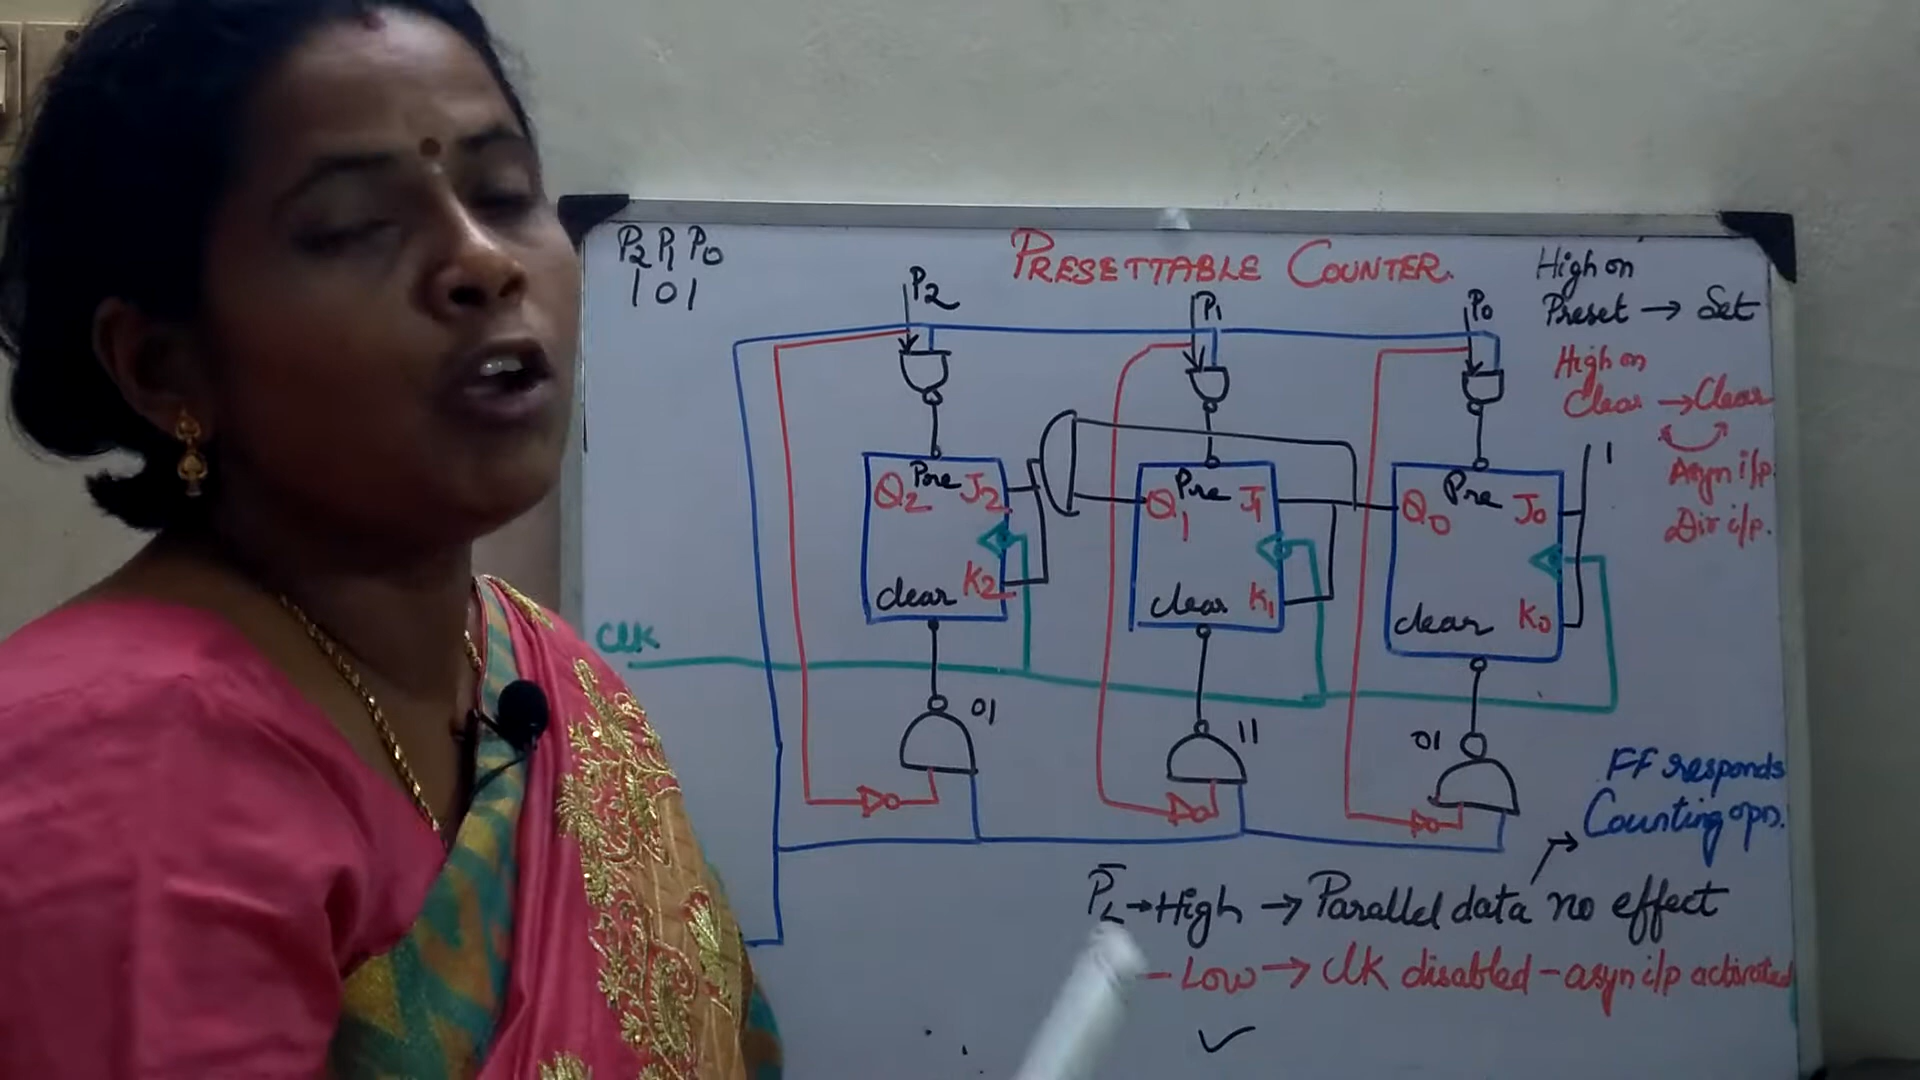 P2 P1 P0
1 0 1
PRESETTABLE COUNTER.
High on
Preset → Set
High on
Clear → Clear
Asyn i/p
Dir i/p.
P2
P1
P0
Q2 Pre J2
K2
clear
Q1 Pre J1
K1
clear
Q0 Pre J0
K0
clear
1
CLK
01
11
01
FF responds
Counting opn.
P̅L → High → Parallel data no effect
- Low → CLK disabled - asyn i/p activated